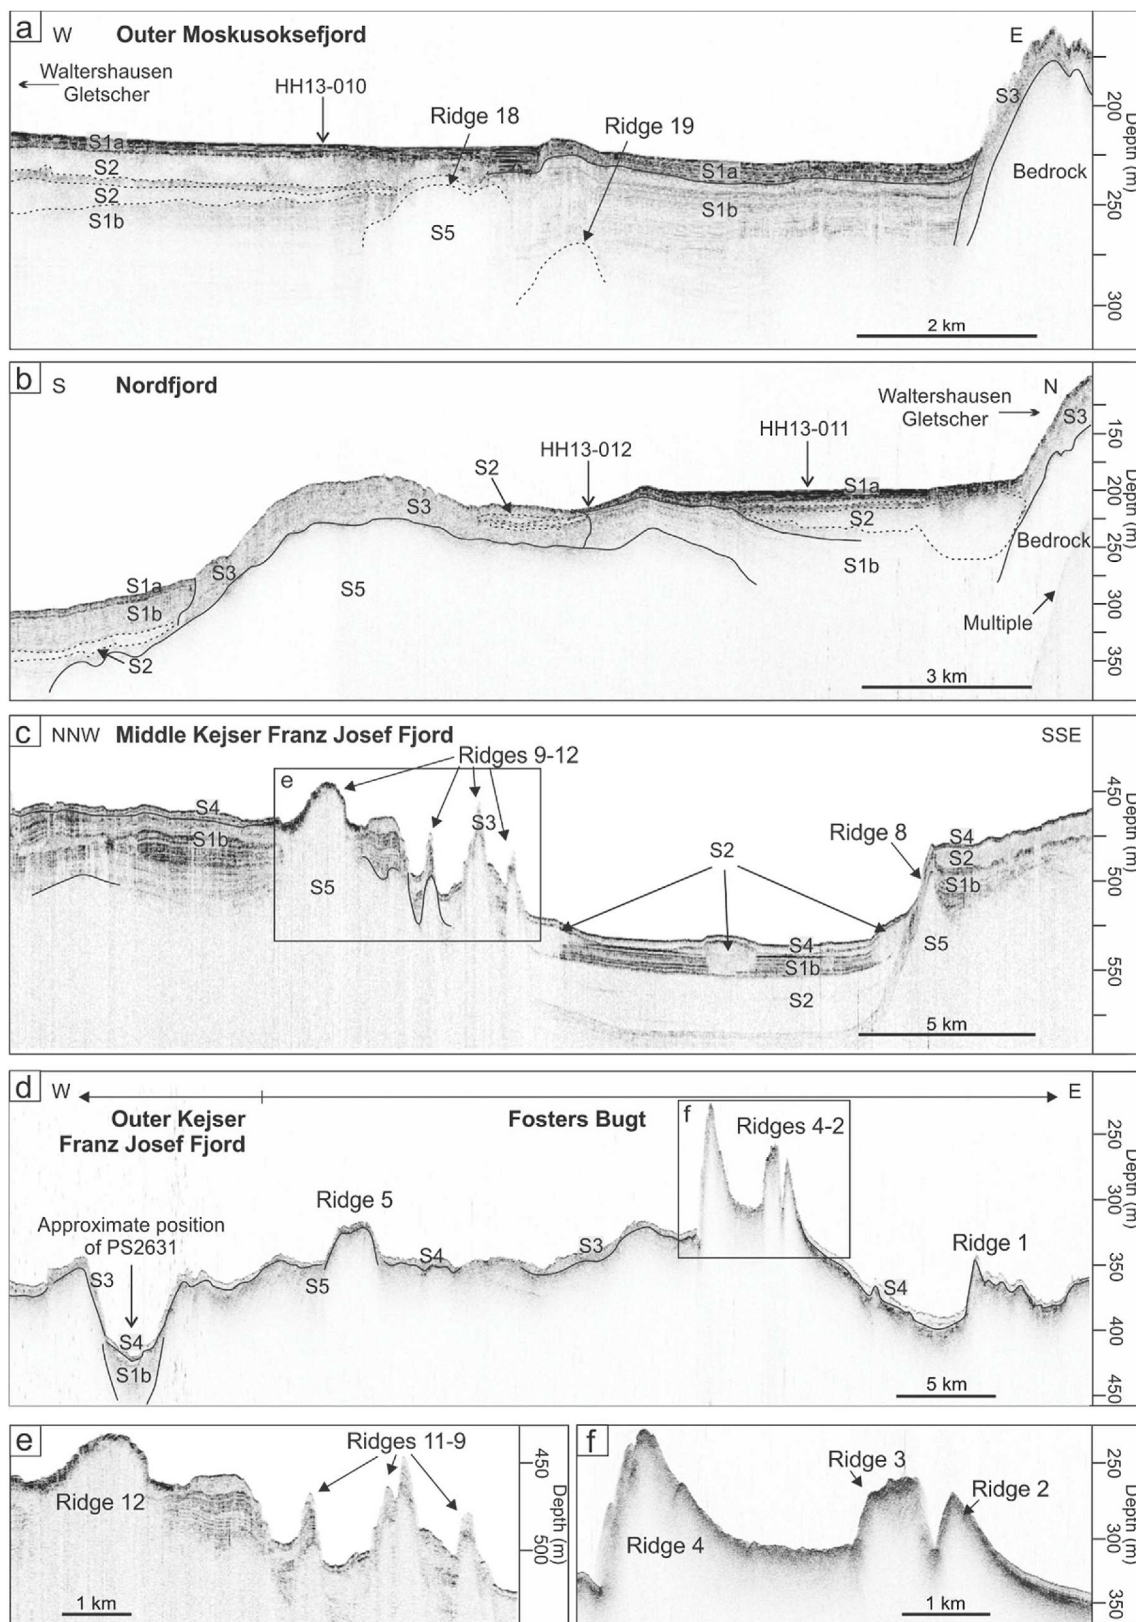 a W Outer Moskusoksefjord E
Waltershausen
Gletscher
HH13-010
Ridge 18
Ridge 19
S3
Bedrock
S1a
S2
S2
S1b
S5
S1a
S1b
200
250
300
Depth (m)
2 km
b S Nordfjord N
Waltershausen
Gletscher
HH13-011
HH13-012
S2
S3
S1a
S2
S1b
S3
Bedrock
S1a
S1b
S2
S3
S5
Multiple
150
200
250
300
350
Depth (m)
3 km
c NNW Middle Kejser Franz Josef Fjord SSE
Ridges 9-12
e
S4
S1b
S3
S5
S2
Ridge 8
S4
S2
S1b
S5
S4
S1b
S2
450
500
550
Depth (m)
5 km
d W E
Outer Kejser
Franz Josef Fjord
Fosters Bugt
f
Ridges 4-2
Approximate position
of PS2631
Ridge 5
Ridge 1
S3
S4
S1b
S5
S4
S3
S4
250
300
350
400
450
Depth (m)
5 km
e
Ridges 11-9
Ridge 12
450
500
Depth (m)
1 km
f
Ridge 3
Ridge 2
Ridge 4
250
300
350
Depth (m)
1 km